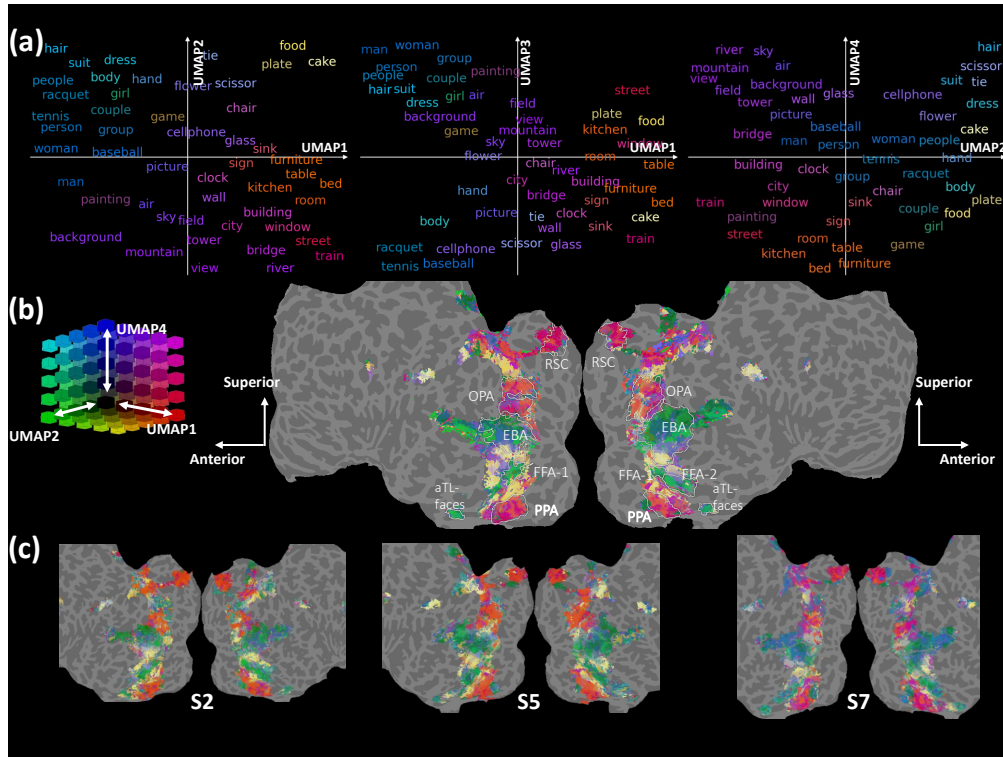 (a)
UMAP2
hair
suit
dress
tie
food
plate
cake
people
body
hand
flower
scissor
racquet
girl
couple
chair
tennis
game
person
group
cellphone
glass
woman
baseball
sink
UMAP1
picture
sign
furniture
man
clock
table
kitchen
bed
painting
air
wall
room
sky
field
city
building
window
background
tower
street
mountain
bridge
train
view
river
UMAP3
man
woman
person
group
people
couple
painting
hair
suit
girl
air
dress
field
street
background
view
plate
food
game
mountain
kitchen
sky
tower
window
UMAP1
flower
room
chair
river
table
city
building
hand
bridge
furniture
sign
bed
picture
tie
clock
body
wall
sink
cake
racquet
cellphone
scissor
glass
train
tennis
baseball
UMAP4
river
sky
hair
mountain
air
scissor
view
background
suit
tie
field
wall
glass
cellphone
dress
tower
picture
flower
bridge
baseball
cake
man
person
woman
people
UMAP2
building
clock
tennis
hand
group
racquet
city
chair
body
train
window
sink
couple
plate
painting
sign
girl
food
street
room
table
game
kitchen
furniture
bed
(b)
UMAP4
UMAP2
UMAP1
Superior
Anterior
RSC
OPA
EBA
FFA-1
aTL-
faces
PPA
RSC
OPA
EBA
FFA-1
FFA-2
aTL-
faces
PPA
Superior
Anterior
(c)
S2
S5
S7